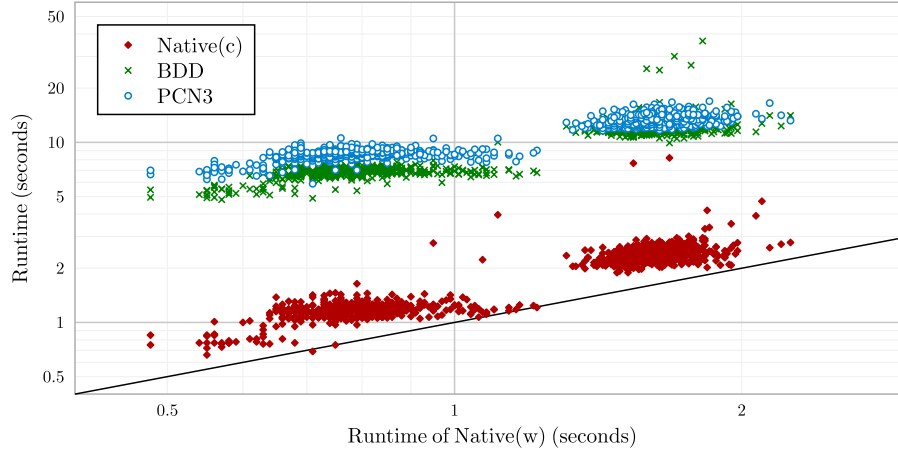 50
20
10
5
2
1
0.5
Runtime (seconds)
Native(c)
BDD
PCN3
0.5
1
2
Runtime of Native(w) (seconds)